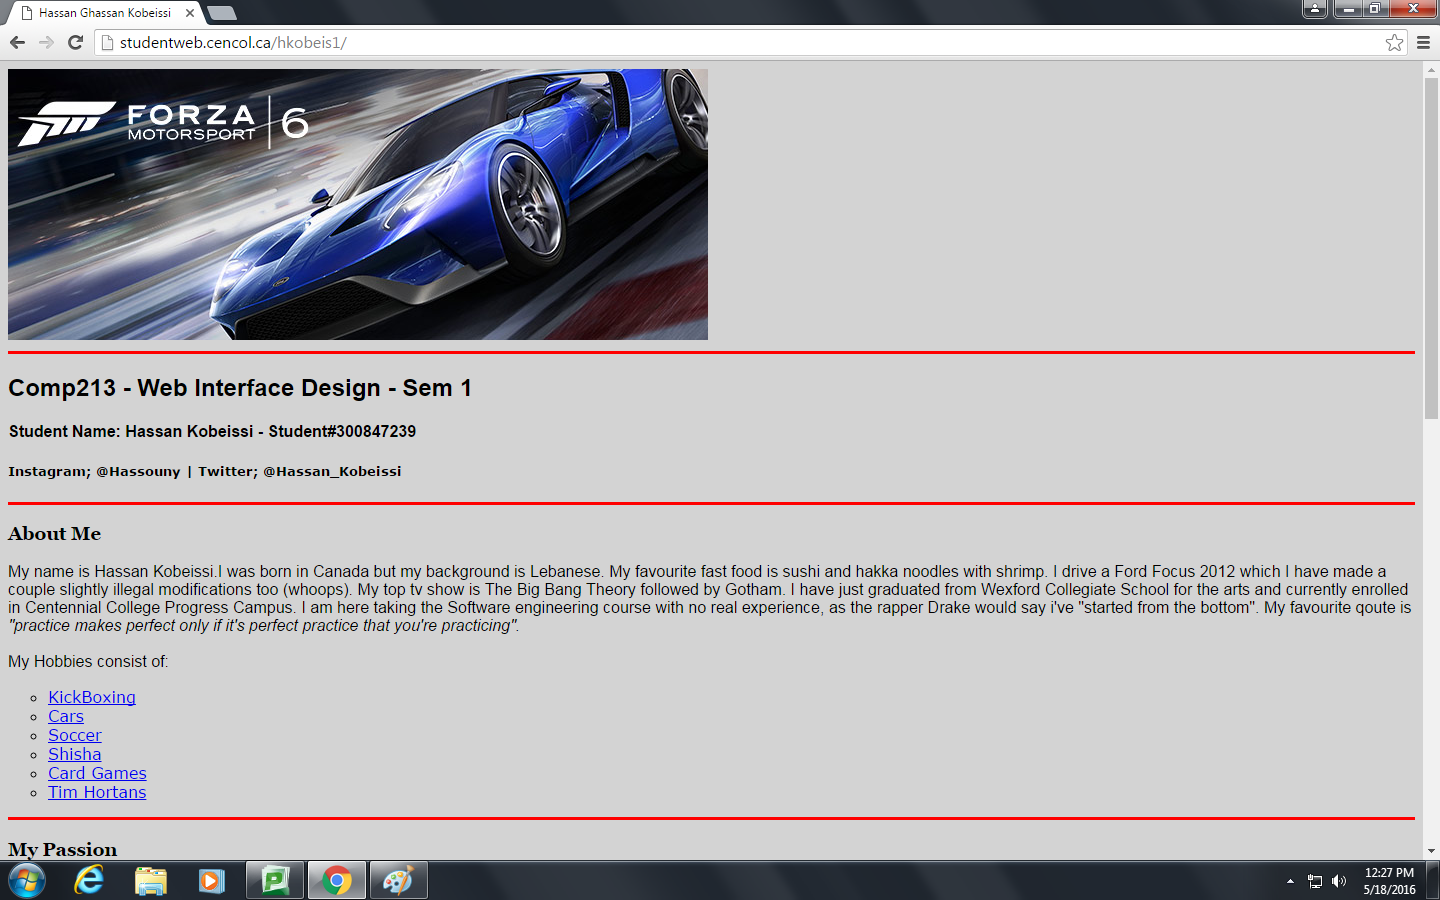 Hassan Ghassan Kobeissi
studentweb.cencol.ca/hkobeis1/
FORZA
MOTORSPORT
6
Comp213 - Web Interface Design - Sem 1
Student Name: Hassan Kobeissi - Student#300847239
Instagram; @Hassouny | Twitter; @Hassan_Kobeissi
About Me
My name is Hassan Kobeissi.I was born in Canada but my background is Lebanese. My favourite fast food is sushi and hakka noodles with shrimp. I drive a Ford Focus 2012 which I have made a
couple slightly illegal modifications too (whoops). My top tv show is The Big Bang Theory followed by Gotham. I have just graduated from Wexford Collegiate School for the arts and currently enrolled
in Centennial College Progress Campus. I am here taking the Software engineering course with no real experience, as the rapper Drake would say i've "started from the bottom". My favourite qoute is
"practice makes perfect only if it's perfect practice that you're practicing".
My Hobbies consist of:
KickBoxing
Cars
Soccer
Shisha
Card Games
Tim Hortans
My Passion
12:27 PM
5/18/2016